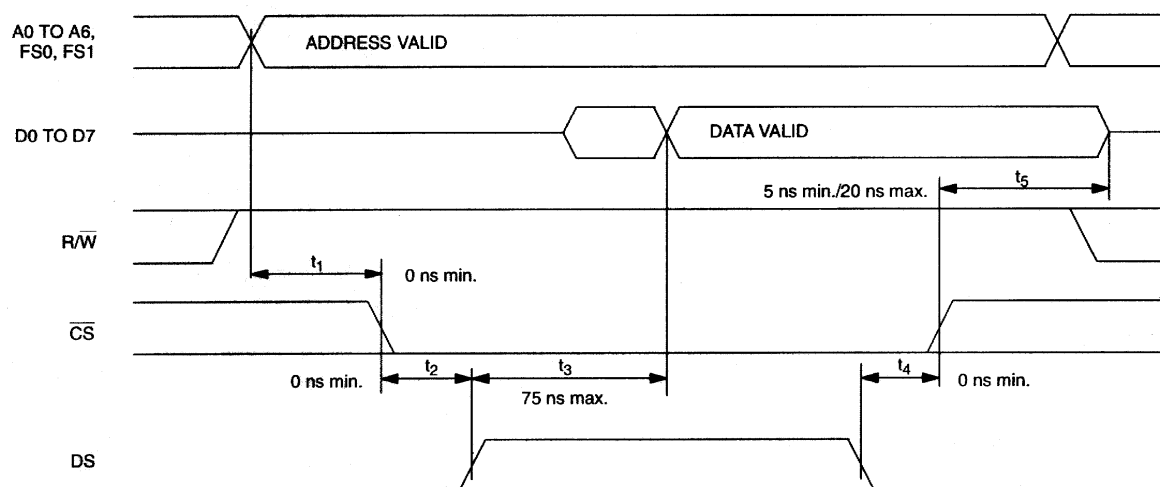 A0 TO A6,
FS0, FS1
ADDRESS VALID
D0 TO D7
DATA VALID
5 ns min./20 ns max.
t5
R/W̅
t1
0 ns min.
C̅S̅
0 ns min.
t2
t3
75 ns max.
t4
0 ns min.
DS